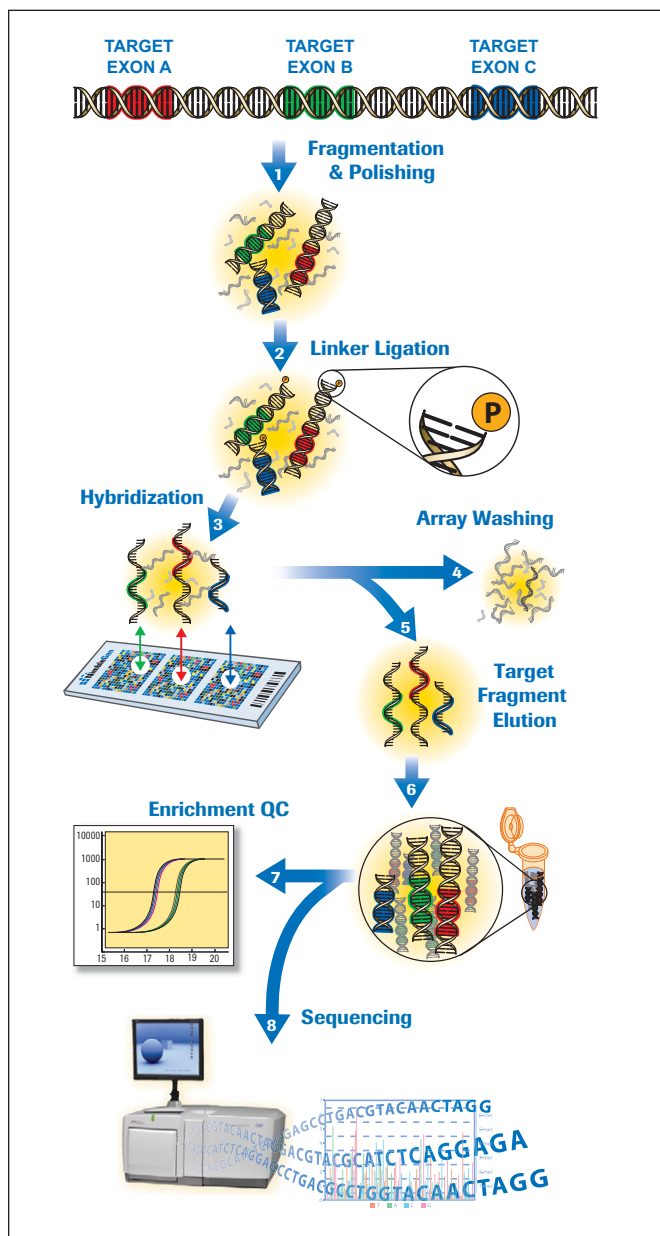 TARGET
EXON A
TARGET
EXON B
TARGET
EXON C
1
Fragmentation
& Polishing
2
Linker Ligation
P
P
P
P
Hybridization
3
Array Washing
4
5
Target
Fragment
Elution
6
Enrichment QC
10000
1000
100
10
1
15 16 17 18 19 20
7
8
Sequencing
GAGCCTGACGTACAACTAGG
GACGTACGCATCTCAGGAGA
CATCTCAGGAGCCTGACGCCTGGTACAACTAGG
T A C G